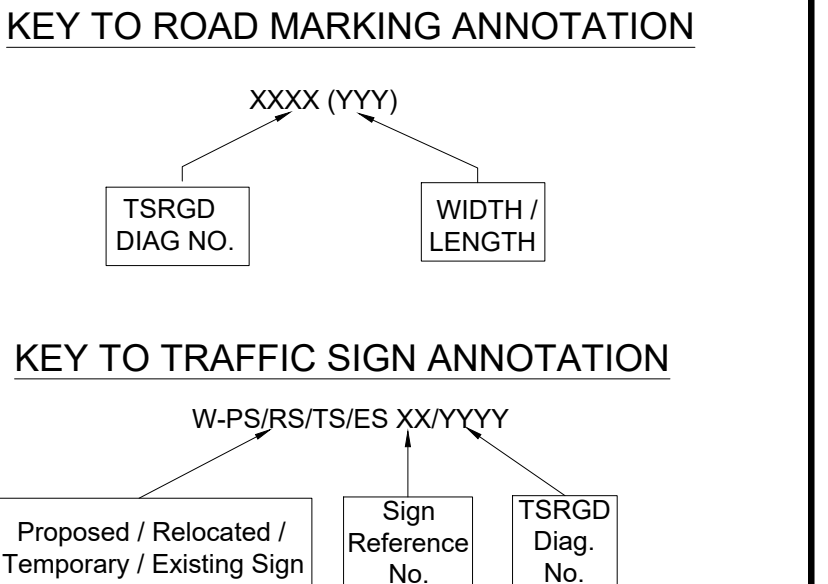 KEY TO ROAD MARKING ANNOTATION
XXXX (YYY)
TSRGD
DIAG NO.
WIDTH /
LENGTH
KEY TO TRAFFIC SIGN ANNOTATION
W-PS/RS/TS/ES XX/YYYY
Proposed / Relocated /
Temporary / Existing Sign
Sign
Reference
No.
TSRGD
Diag.
No.